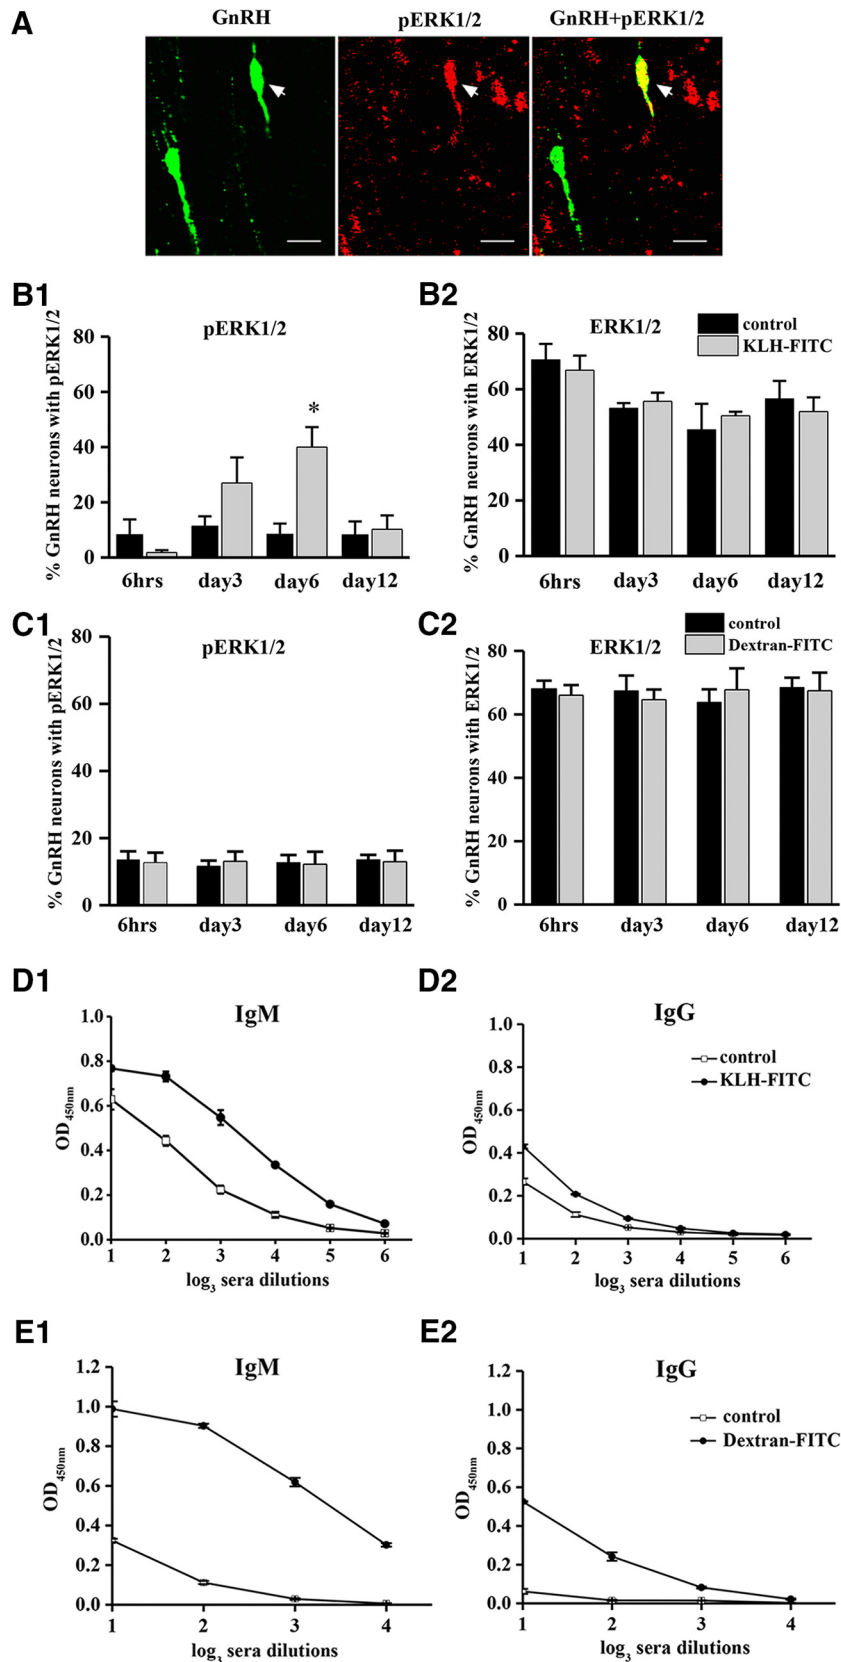 A
GnRH
pERK1/2
GnRH+pERK1/2
B1
pERK1/2
% GnRH neurons with pERK1/2
80
60
40
20
0
*
6hrs
day3
day6
day12
B2
ERK1/2
control
KLH-FITC
% GnRH neurons with ERK1/2
80
60
40
20
0
6hrs
day3
day6
day12
C1
pERK1/2
% GnRH neurons with pERK1/2
80
60
40
20
0
6hrs
day3
day6
day12
C2
ERK1/2
control
Dextran-FITC
% GnRH neurons with ERK1/2
80
60
40
20
0
6hrs
day3
day6
day12
D1
IgM
OD450nm
1.0
0.8
0.6
0.4
0.2
0.0
1 2 3 4 5 6
log3 sera dilutions
D2
IgG
control
KLH-FITC
OD450nm
1.0
0.8
0.6
0.4
0.2
0.0
1 2 3 4 5 6
log3 sera dilutions
E1
IgM
OD450nm
1.2
1.0
0.8
0.6
0.4
0.2
0.0
1 2 3 4
log3 sera dilutions
E2
IgG
control
Dextran-FITC
OD450nm
1.2
1.0
0.8
0.6
0.4
0.2
0.0
1 2 3 4
log3 sera dilutions